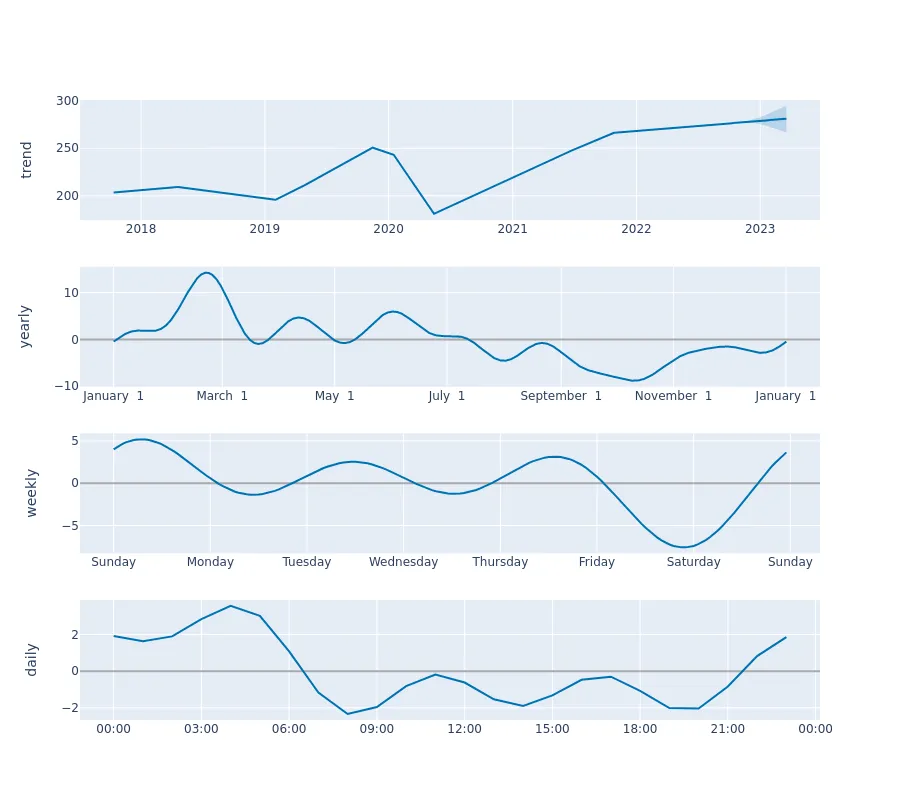 trend
300
250
200
2018 2019 2020 2021 2022 2023
yearly
10
0
−10
January 1 March 1 May 1 July 1 September 1 November 1 January 1
weekly
5
0
−5
Sunday Monday Tuesday Wednesday Thursday Friday Saturday Sunday
daily
2
0
−2
00:00 03:00 06:00 09:00 12:00 15:00 18:00 21:00 00:00